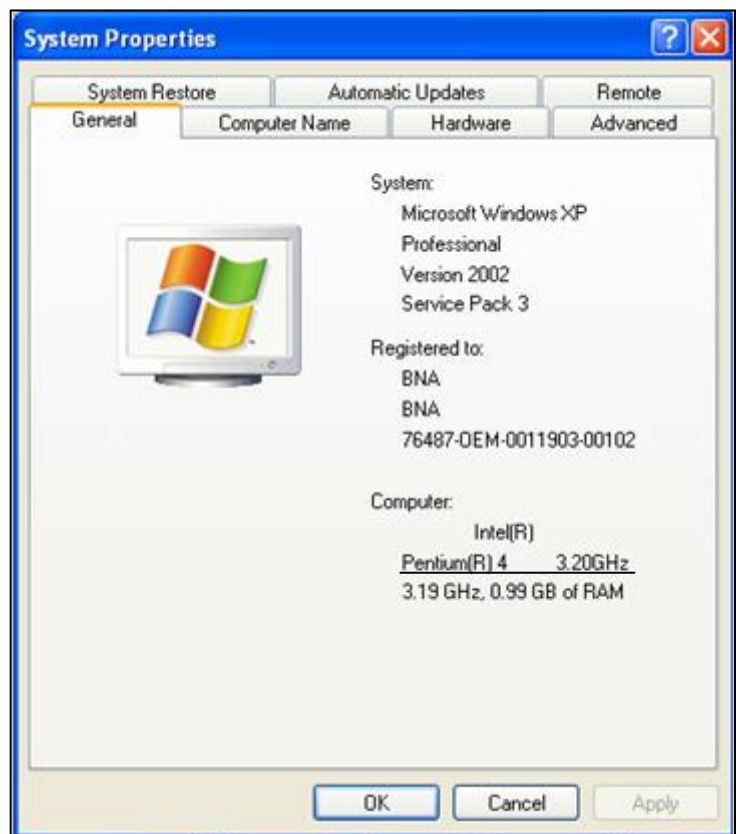 System Properties
System Restore Automatic Updates Remote
General Computer Name Hardware Advanced
System:
Microsoft Windows XP
Professional
Version 2002
Service Pack 3
Registered to:
BNA
BNA
76487-OEM-0011903-00102
Computer:
Intel(R)
Pentium(R) 4 3.20GHz
3.19 GHz, 0.99 GB of RAM
OK Cancel Apply